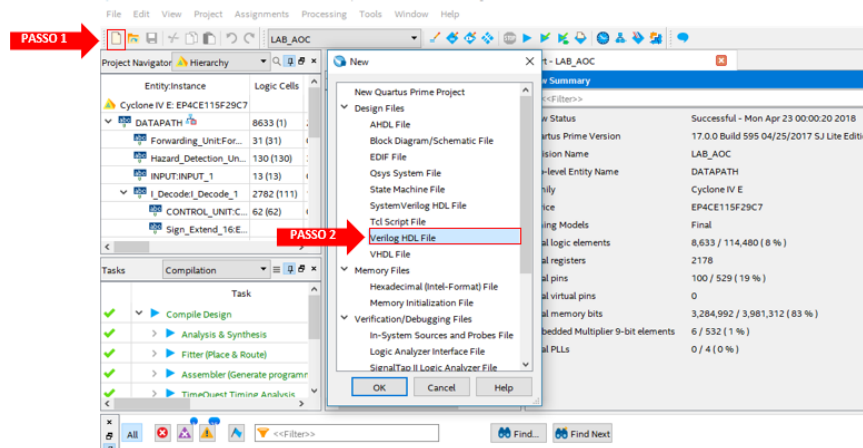 File Edit View Project Assignments Processing Tools Window Help
PASSO 1
LAB_AOC
Project Navigator Hierarchy
Entity:Instance Logic Cells
Cyclone IV E: EP4CE115F29C7
DATAPATH 8633 (1)
Forwarding_Unit:For... 31 (31)
Hazard_Detection_Un... 130 (130)
INPUT:INPUT_1 13 (13)
I_Decode:I_Decode_1 2782 (111)
CONTROL_UNIT:C... 62 (62)
Sign_Extend_16:E...
Tasks Compilation
Task
Compile Design
Analysis & Synthesis
Fitter (Place & Route)
Assembler (Generate programm
TimeQuest Timing Analysis
New
New Quartus Prime Project
Design Files
AHDL File
Block Diagram/Schematic File
EDIF File
Qsys System File
State Machine File
SystemVerilog HDL File
Tcl Script File
PASSO 2
Verilog HDL File
VHDL File
Memory Files
Hexadecimal (Intel-Format) File
Memory Initialization File
Verification/Debugging Files
In-System Sources and Probes File
Logic Analyzer Interface File
SignalTap II Logic Analyzer File
OK Cancel Help
rt - LAB_AOC
w Summary
<<Filter>>
w Status Successful - Mon Apr 23 00:00:20 2018
artus Prime Version 17.0.0 Build 595 04/25/2017 SJ Lite Editi
ision Name LAB_AOC
-level Entity Name DATAPATH
ily Cyclone IV E
ice EP4CE115F29C7
ing Models Final
al logic elements 8,633 / 114,480 ( 8 % )
al registers 2178
al pins 100 / 529 ( 19 % )
al virtual pins 0
al memory bits 3,284,992 / 3,981,312 ( 83 % )
bedded Multiplier 9-bit elements 6 / 532 ( 1 % )
al PLLs 0 / 4 ( 0 % )
All <<Filter>> Find... Find Next